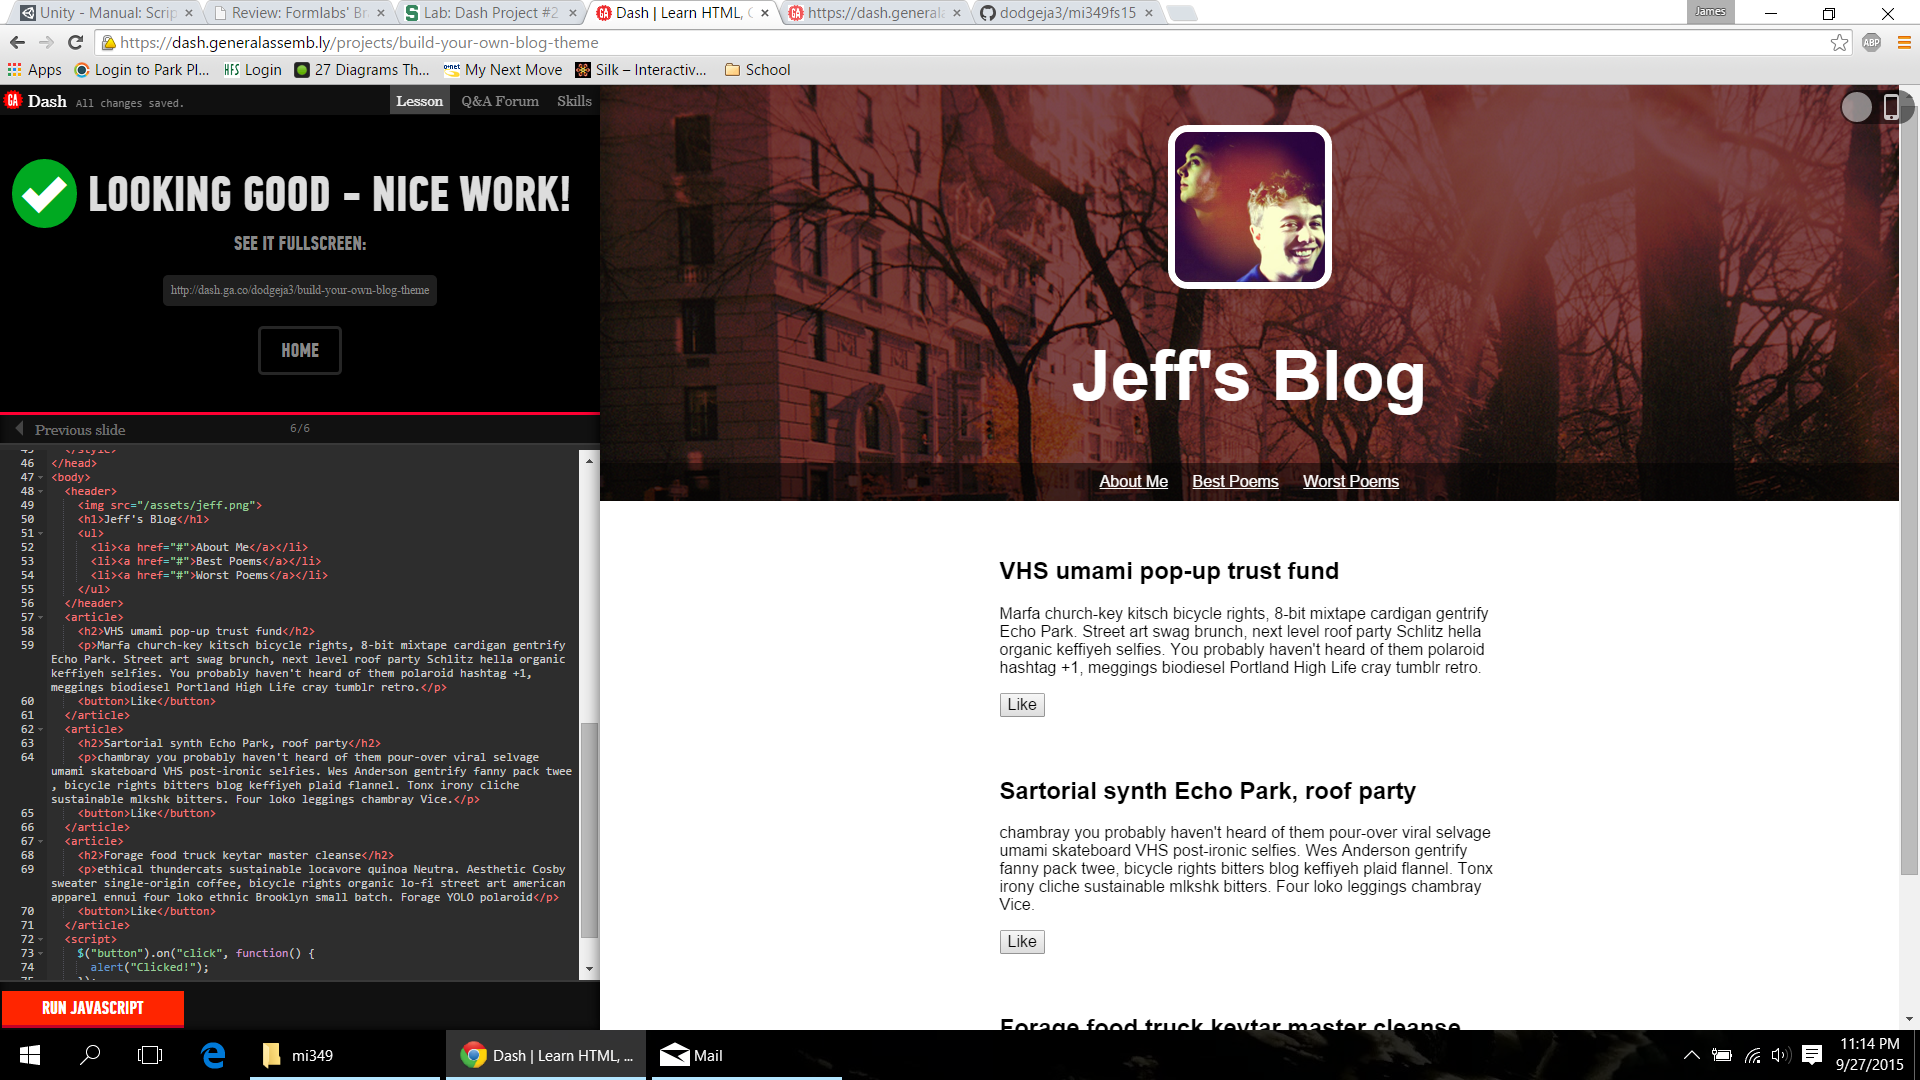 Unity - Manual: Scrip
Review: Formlabs' Br
Lab: Dash Project #2
Dash | Learn HTML, C
https://dash.general
dodgeja3/mi349fs15
James
https://dash.generalassemb.ly/projects/build-your-own-blog-theme
ABP
Apps
Login to Park Pl...
HFS Login
27 Diagrams Th...
My Next Move
Silk – Interactiv...
School
GA Dash All changes saved.
Lesson
Q&A Forum
Skills
LOOKING GOOD - NICE WORK!
SEE IT FULLSCREEN:
http://dash.ga.co/dodgeja3/build-your-own-blog-theme
HOME
Previous slide
6/6
45 </style>
46 </head>
47 <body>
48 <header>
49 <img src="/assets/jeff.png">
50 <h1>Jeff's Blog</h1>
51 <ul>
52 <li><a href="#">About Me</a></li>
53 <li><a href="#">Best Poems</a></li>
54 <li><a href="#">Worst Poems</a></li>
55 </ul>
56 </header>
57 <article>
58 <h2>VHS umami pop-up trust fund</h2>
59 <p>Marfa church-key kitsch bicycle rights, 8-bit mixtape cardigan gentrify
Echo Park. Street art swag brunch, next level roof party Schlitz hella organic
keffiyeh selfies. You probably haven't heard of them polaroid hashtag +1,
meggings biodiesel Portland High Life cray tumblr retro.</p>
60 <button>Like</button>
61 </article>
62 <article>
63 <h2>Sartorial synth Echo Park, roof party</h2>
64 <p>chambray you probably haven't heard of them pour-over viral selvage
umami skateboard VHS post-ironic selfies. Wes Anderson gentrify fanny pack twee
, bicycle rights bitters blog keffiyeh plaid flannel. Tonx irony cliche
sustainable mlkshk bitters. Four loko leggings chambray Vice.</p>
65 <button>Like</button>
66 </article>
67 <article>
68 <h2>Forage food truck keytar master cleanse</h2>
69 <p>ethical thundercats sustainable locavore quinoa Neutra. Aesthetic Cosby
sweater single-origin coffee, bicycle rights organic lo-fi street art american
apparel ennui four loko ethnic Brooklyn small batch. Forage YOLO polaroid</p>
70 <button>Like</button>
71 </article>
72 <script>
73 $("button").on("click", function() {
74 alert("Clicked!");
75 });
RUN JAVASCRIPT
Jeff's Blog
About Me
Best Poems
Worst Poems
VHS umami pop-up trust fund
Marfa church-key kitsch bicycle rights, 8-bit mixtape cardigan gentrify
Echo Park. Street art swag brunch, next level roof party Schlitz hella
organic keffiyeh selfies. You probably haven't heard of them polaroid
hashtag +1, meggings biodiesel Portland High Life cray tumblr retro.
Like
Sartorial synth Echo Park, roof party
chambray you probably haven't heard of them pour-over viral selvage
umami skateboard VHS post-ironic selfies. Wes Anderson gentrify
fanny pack twee, bicycle rights bitters blog keffiyeh plaid flannel. Tonx
irony cliche sustainable mlkshk bitters. Four loko leggings chambray
Vice.
Like
Forage food truck keytar master cleanse
mi349
Dash | Learn HTML, ...
Mail
11:14 PM
9/27/2015